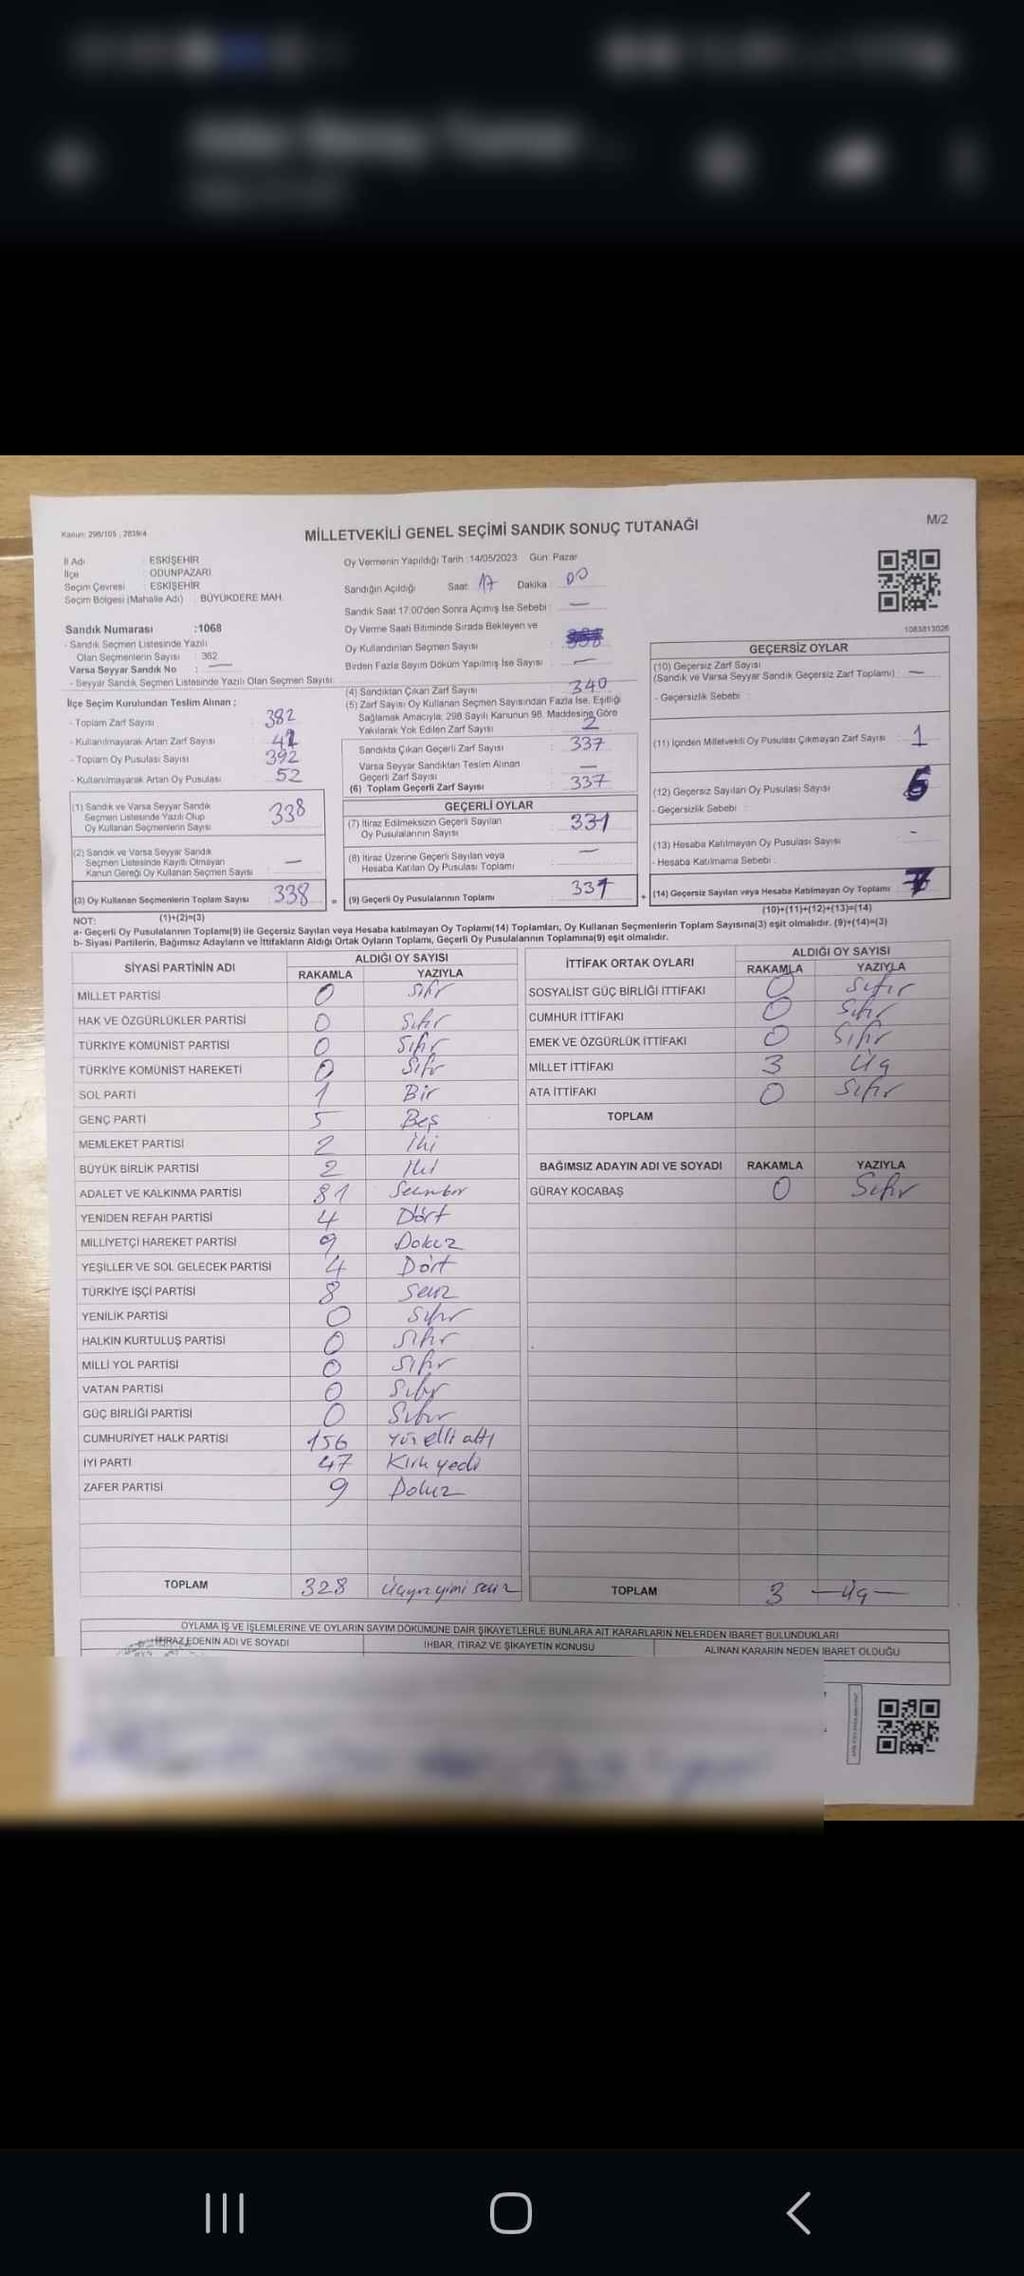 Kanun: 298/105 , 2839/4
MİLLETVEKİLİ GENEL SEÇİMİ SANDIK SONUÇ TUTANAĞI
M/2
İl Adı : ESKİŞEHİR
İlçe : ODUNPAZARI
Seçim Çevresi : ESKİŞEHİR
Seçim Bölgesi (Mahalle Adı) : BÜYÜKDERE MAH.
Sandık Numarası :1068
- Sandık Seçmen Listesinde Yazılı
Olan Seçmenlerin Sayısı : 362
Varsa Seyyar Sandık No : —
- Seyyar Sandık Seçmen Listesinde Yazılı Olan Seçmen Sayısı:
İlçe Seçim Kurulundan Teslim Alınan ;
- Toplam Zarf Sayısı : 382
- Kullanılmayarak Artan Zarf Sayısı :
- Toplam Oy Pusulası Sayısı : 392
- Kullanılmayarak Artan Oy Pusulası : 52
(1) Sandık ve Varsa Seyyar Sandık
Seçmen Listesinde Yazılı Olup
Oy Kullanan Seçmenlerin Sayısı 338
(2) Sandık ve Varsa Seyyar Sandık
Seçmen Listesinde Kayıtlı Olmayan
Kanun Gereği Oy Kullanan Seçmen Sayısı —
(3) Oy Kullanan Seçmenlerin Toplam Sayısı 338
(1)+(2)=(3)
Oy Vermenin Yapıldığı Tarih :14/05/2023 Gün: Pazar
Sandığın Açıldığı Saat: 17 Dakika : 00
Sandık Saat 17:00'den Sonra Açılmış İse Sebebi : —
Oy Verme Saati Bitiminde Sırada Bekleyen ve
Oy Kullandırılan Seçmen Sayısı :
Birden Fazla Sayım Döküm Yapılmış İse Sayısı : —
(4) Sandıktan Çıkan Zarf Sayısı : 340
(5) Zarf Sayısı Oy Kullanan Seçmen Sayısından Fazla İse, Eşitliği
Sağlamak Amacıyla; 298 Sayılı Kanunun 98. Maddesine Göre
Yakılarak Yok Edilen Zarf Sayısı : 2
Sandıkta Çıkan Geçerli Zarf Sayısı : 337
Varsa Seyyar Sandıktan Teslim Alınan
Geçerli Zarf Sayısı : —
(6) Toplam Geçerli Zarf Sayısı : 337
GEÇERLİ OYLAR
(7) İtiraz Edilmeksizin Geçerli Sayılan
Oy Pusulalarının Sayısı : 331
(8) İtiraz Üzerine Geçerli Sayılan veya
Hesaba Katılan Oy Pusulası Toplamı : —
= (9) Geçerli Oy Pusulalarının Toplamı : 331
1083813026
GEÇERSİZ OYLAR
(10) Geçersiz Zarf Sayısı
(Sandık ve Varsa Seyyar Sandık Geçersiz Zarf Toplamı) : —
- Geçersizlik Sebebi :
(11) İçinden Milletvekili Oy Pusulası Çıkmayan Zarf Sayısı : 1
(12) Geçersiz Sayılan Oy Pusulası Sayısı :
- Geçersizlik Sebebi :
(13) Hesaba Katılmayan Oy Pusulası Sayısı : -
- Hesaba Katılmama Sebebi :
+ (14) Geçersiz Sayılan veya Hesaba Katılmayan Oy Toplamı : 7
(10)+(11)+(12)+(13)=(14)
NOT:
a- Geçerli Oy Pusulalarının Toplamı(9) ile Geçersiz Sayılan veya Hesaba katılmayan Oy Toplamı(14) Toplamları, Oy Kullanan Seçmenlerin Toplam Sayısına(3) eşit olmalıdır. (9)+(14)=(3)
b- Siyasi Partilerin, Bağımsız Adayların ve İttifakların Aldığı Ortak Oyların Toplamı, Geçerli Oy Pusulalarının Toplamına(9) eşit olmalıdır.
SİYASİ PARTİNİN ADI ALDIĞI OY SAYISI
RAKAMLA YAZIYLA
MİLLET PARTİSİ 0 Sıfır
HAK VE ÖZGÜRLÜKLER PARTİSİ 0 Sıfır
TÜRKİYE KOMÜNİST PARTİSİ 0 Sıfır
TÜRKİYE KOMÜNİST HAREKETİ 0 Sıfır
SOL PARTİ 1 Bir
GENÇ PARTİ 5 Beş
MEMLEKET PARTİSİ 2 İki
BÜYÜK BİRLİK PARTİSİ 2 İki
ADALET VE KALKINMA PARTİSİ 81 Seksenbir
YENİDEN REFAH PARTİSİ 4 Dört
MİLLİYETÇİ HAREKET PARTİSİ 9 Dokuz
YEŞİLLER VE SOL GELECEK PARTİSİ 4 Dört
TÜRKİYE İŞÇİ PARTİSİ 8 Sekiz
YENİLİK PARTİSİ 0 Sıfır
HALKIN KURTULUŞ PARTİSİ 0 Sıfır
MİLLİ YOL PARTİSİ 0 Sıfır
VATAN PARTİSİ 0 Sıfır
GÜÇ BİRLİĞİ PARTİSİ 0 Sıfır
CUMHURİYET HALK PARTİSİ 156 Yüz elli altı
İYİ PARTİ 47 Kırk yedi
ZAFER PARTİSİ 9 Dokuz
TOPLAM 328 Üçyüzyirmi sekiz
İTTİFAK ORTAK OYLARI ALDIĞI OY SAYISI
RAKAMLA YAZIYLA
SOSYALİST GÜÇ BİRLİĞİ İTTİFAKI 0 Sıfır
CUMHUR İTTİFAKI 0 Sıfır
EMEK VE ÖZGÜRLÜK İTTİFAKI 0 Sıfır
MİLLET İTTİFAKI 3 Üç
ATA İTTİFAKI 0 Sıfır
TOPLAM
BAĞIMSIZ ADAYIN ADI VE SOYADI RAKAMLA YAZIYLA
GÜRAY KOCABAŞ 0 Sıfır
TOPLAM 3 —Üç—
OYLAMA İŞ VE İŞLEMLERİNE VE OYLARIN SAYIM DÖKÜMÜNE DAİR ŞİKAYETLERLE BUNLARA AİT KARARLARIN NELERDEN İBARET BULUNDUKLARI
İTİRAZ EDENİN ADI VE SOYADI İHBAR, İTİRAZ VE ŞİKAYETİN KONUSU ALINAN KARARIN NEDEN İBARET OLDUĞU